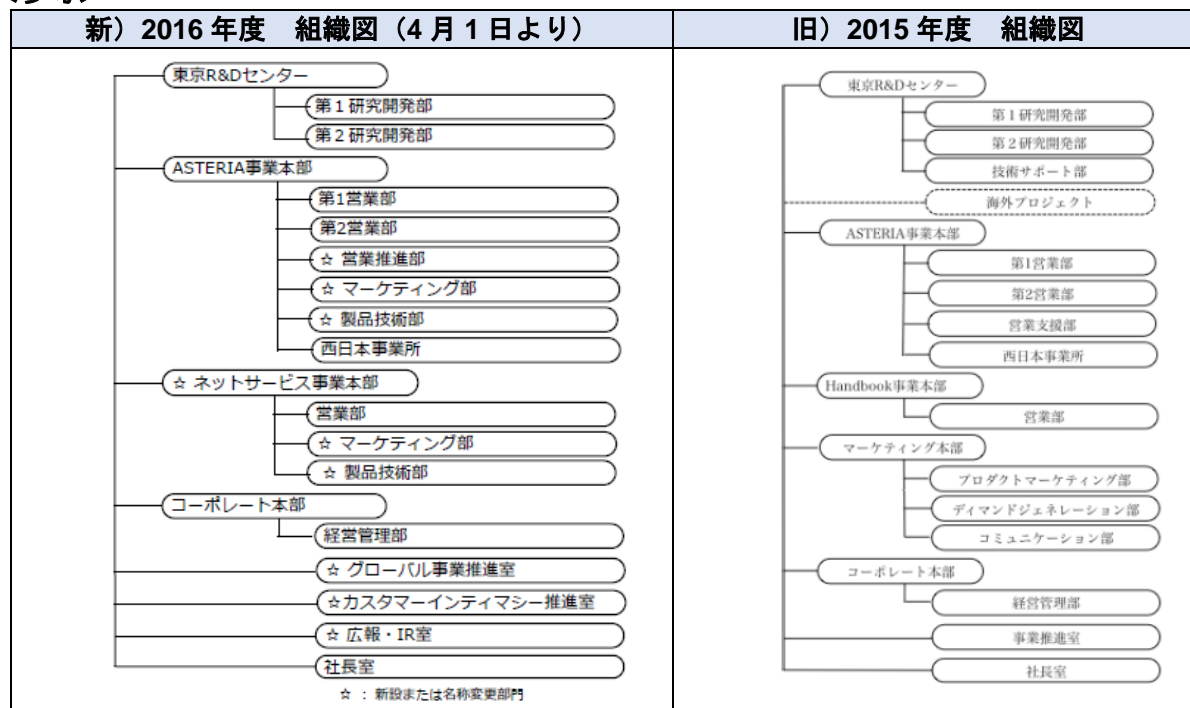 新）2016 年度　組織図（4 月 1 日より）
東京R&Dセンター
第１研究開発部
第２研究開発部
ASTERIA事業本部
第1営業部
第2営業部
☆ 営業推進部
☆ マーケティング部
☆ 製品技術部
西日本事業所
☆ ネットサービス事業本部
営業部
☆ マーケティング部
☆ 製品技術部
コーポレート本部
経営管理部
☆ グローバル事業推進室
☆カスタマーインティマシー推進室
☆ 広報・IR室
社長室
☆ ： 新設または名称変更部門
旧）2015 年度　組織図
東京R&Dセンター
第１研究開発部
第２研究開発部
技術サポート部
海外プロジェクト
ASTERIA事業本部
第1営業部
第2営業部
営業支援部
西日本事業所
Handbook事業本部
営業部
マーケティング本部
プロダクトマーケティング部
ディマンドジェネレーション部
コミュニケーション部
コーポレート本部
経営管理部
事業推進室
社長室